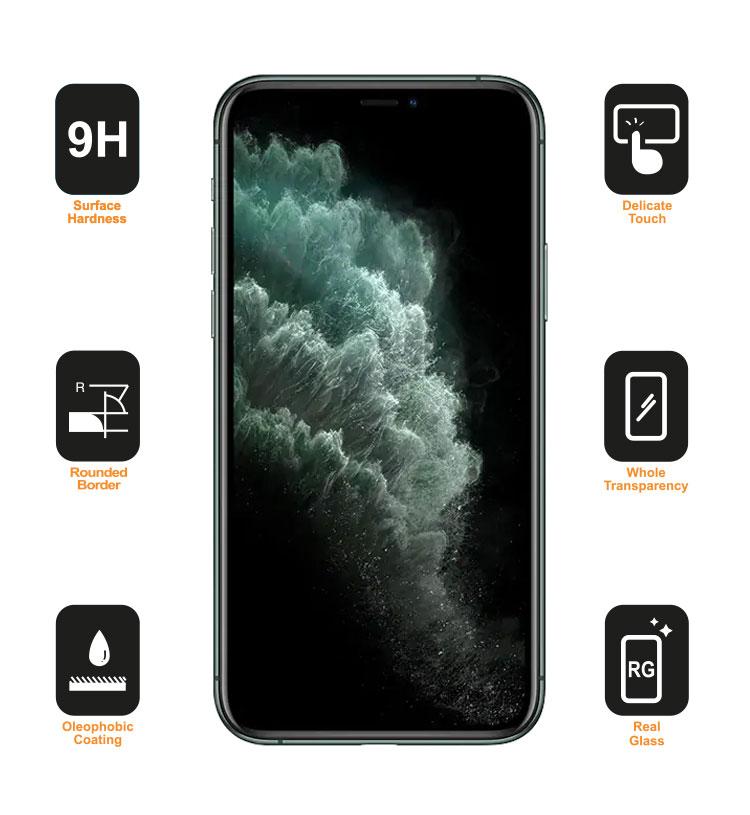 9H
Surface
Hardness
Delicate
Touch
R
Rounded
Border
Whole
Transparency
Oleophobic
Coating
RG
Real
Glass